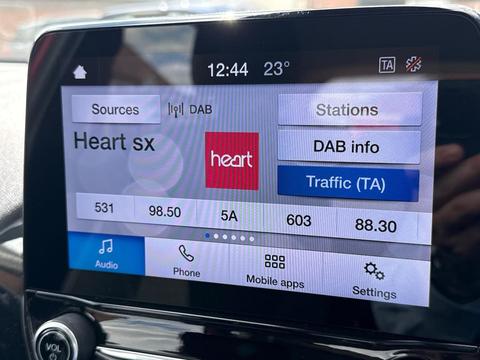 12:44 23° TA
Sources DAB Stations
Heart sx heart DAB info
Traffic (TA)
531 98.50 5A 603 88.30
Audio Phone Mobile apps Settings
VOL